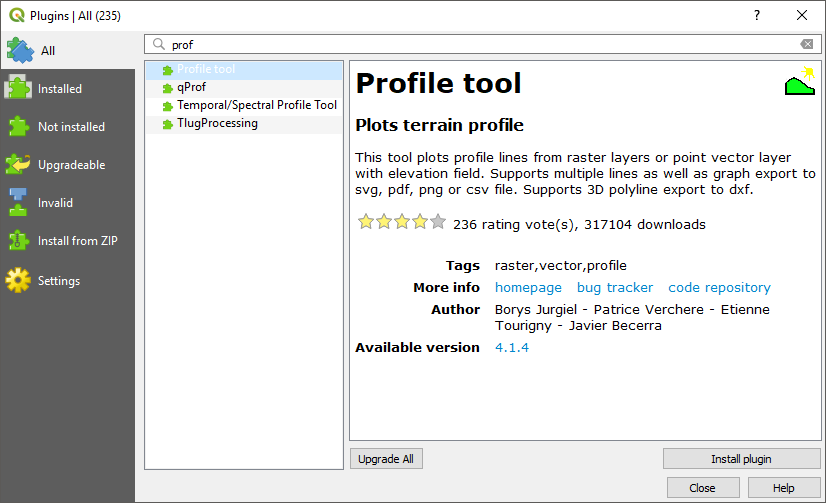 Plugins | All (235)
?
All
Installed
Not installed
Upgradeable
Invalid
Install from ZIP
Settings
prof
Profile tool
qProf
Temporal/Spectral Profile Tool
TlugProcessing
Profile tool
Plots terrain profile
This tool plots profile lines from raster layers or point vector layer
with elevation field. Supports multiple lines as well as graph export to
svg, pdf, png or csv file. Supports 3D polyline export to dxf.
236 rating vote(s), 317104 downloads
Tags raster,vector,profile
More info homepage bug tracker code repository
Author Borys Jurgiel - Patrice Verchere - Etienne
Tourigny - Javier Becerra
Available version 4.1.4
Upgrade All Install plugin
Close Help